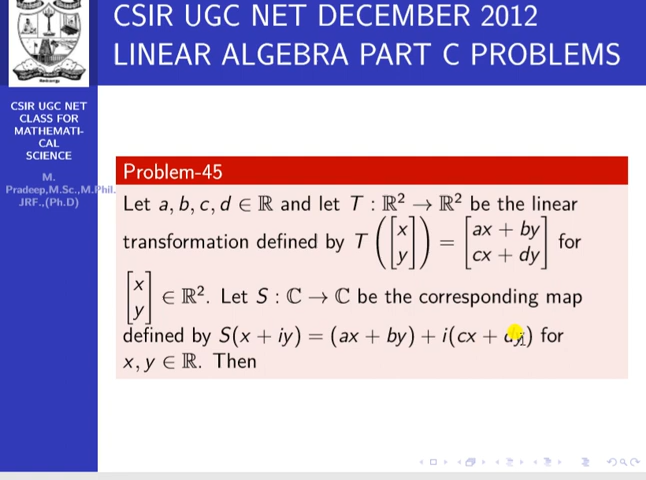 CSIR UGC NET DECEMBER 2012
LINEAR ALGEBRA PART C PROBLEMS
CSIR UGC NET
CLASS FOR
MATHEMATI-
CAL
SCIENCE
M.
Pradeep,M.Sc.,M.Phil.
JRF.,(Ph.D)
Problem-45
Let a, b, c, d ∈ ℝ and let T : ℝ² → ℝ² be the linear
transformation defined by T ([x y]) = [ax + by cx + dy] for
[x y] ∈ ℝ². Let S : ℂ → ℂ be the corresponding map
defined by S(x + iy) = (ax + by) + i(cx + dy) for
x, y ∈ ℝ. Then